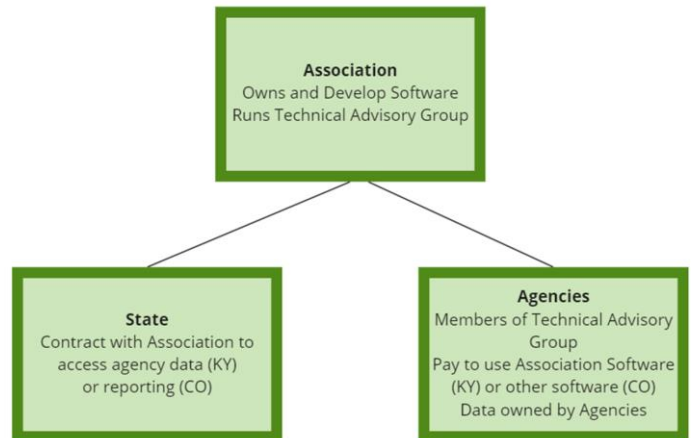 Association
Owns and Develop Software
Runs Technical Advisory Group
State
Contract with Association to
access agency data (KY)
or reporting (CO)
Agencies
Members of Technical Advisory
Group
Pay to use Association Software
(KY) or other software (CO)
Data owned by Agencies